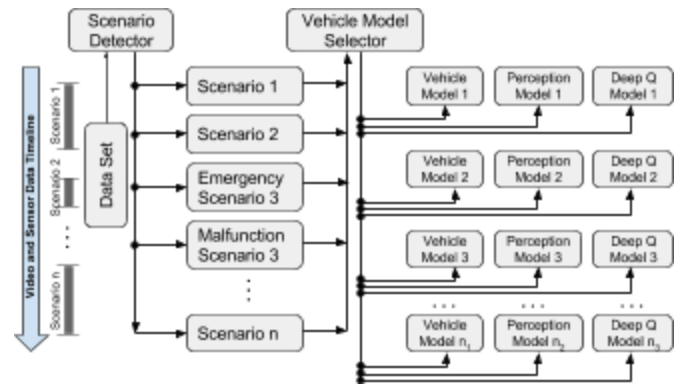 Scenario
Detector
Vehicle Model
Selector
Video and Sensor Data Timeline
Scenario 1
Scenario 2
. . .
Scenario n
Data Set
Scenario 1
Scenario 2
Emergency
Scenario 3
Malfunction
Scenario 3
Scenario n
Vehicle
Model 1
Perception
Model 1
Deep Q
Model 1
Vehicle
Model 2
Perception
Model 2
Deep Q
Model 2
Vehicle
Model 3
Perception
Model 3
Deep Q
Model 3
. . .
. . .
. . .
Vehicle
Model n₁
Perception
Model n₂
Deep Q
Model n₃